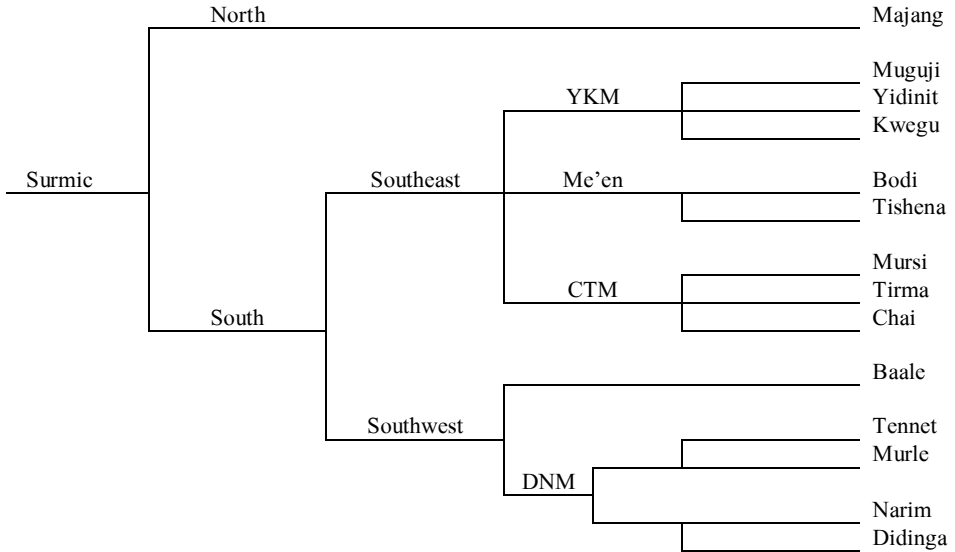 North
Majang
Muguji
YKM
Yidinit
Kwegu
Surmic
Southeast
Me'en
Bodi
Tishena
Mursi
CTM
Tirma
South
Chai
Baale
Southwest
Tennet
Murle
DNM
Narim
Didinga